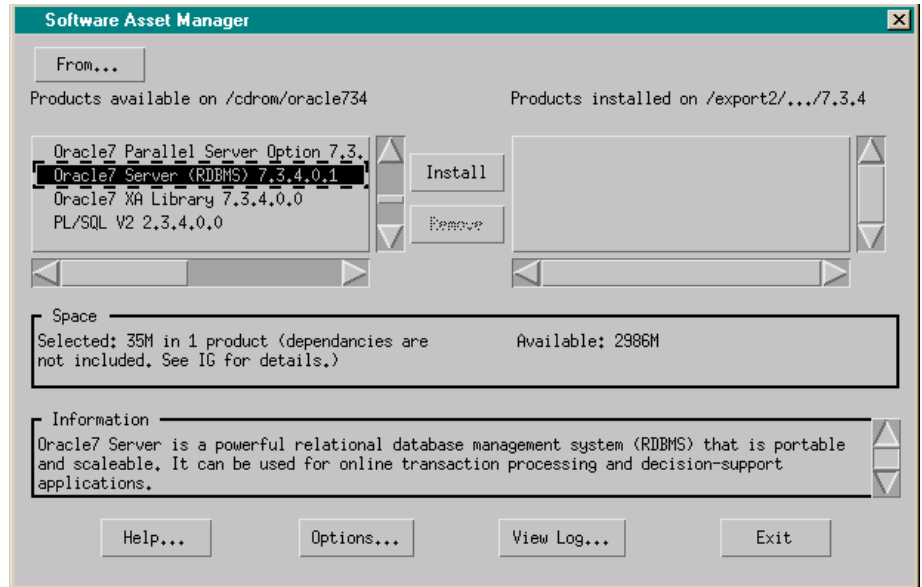 Software Asset Manager
From...
Products available on /cdrom/oracle734
Products installed on /export2/.../7.3.4
Oracle7 Parallel Server Option 7.3.
Oracle7 Server (RDBMS) 7.3.4.0.1
Oracle7 XA Library 7.3.4.0.0
PL/SQL V2 2.3.4.0.0
Install
Remove
Space
Selected: 35M in 1 product (dependancies are
not included. See IG for details.)
Available: 2986M
Information
Oracle7 Server is a powerful relational database management system (RDBMS) that is portable
and scaleable. It can be used for online transaction processing and decision-support
applications.
Help...
Options...
View Log...
Exit